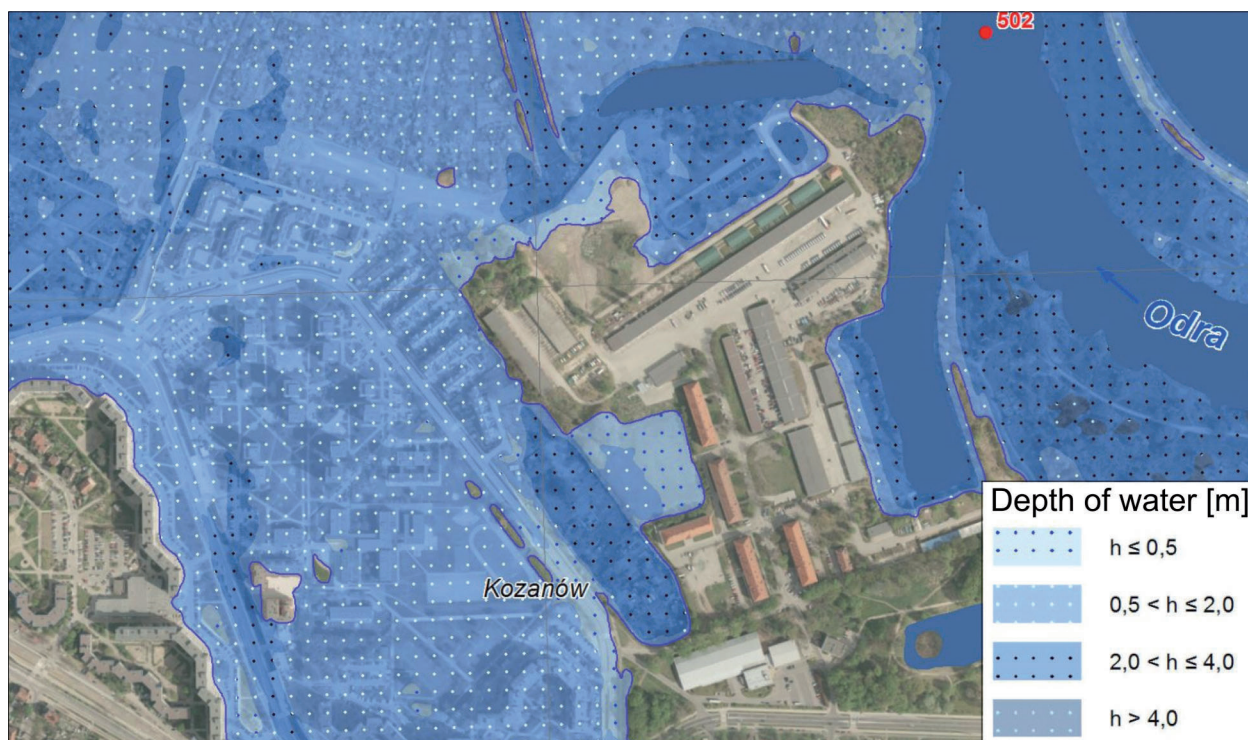 502
Odra
Kozanów
Depth of water [m]
h ≤ 0,5
0,5 < h ≤ 2,0
2,0 < h ≤ 4,0
h > 4,0